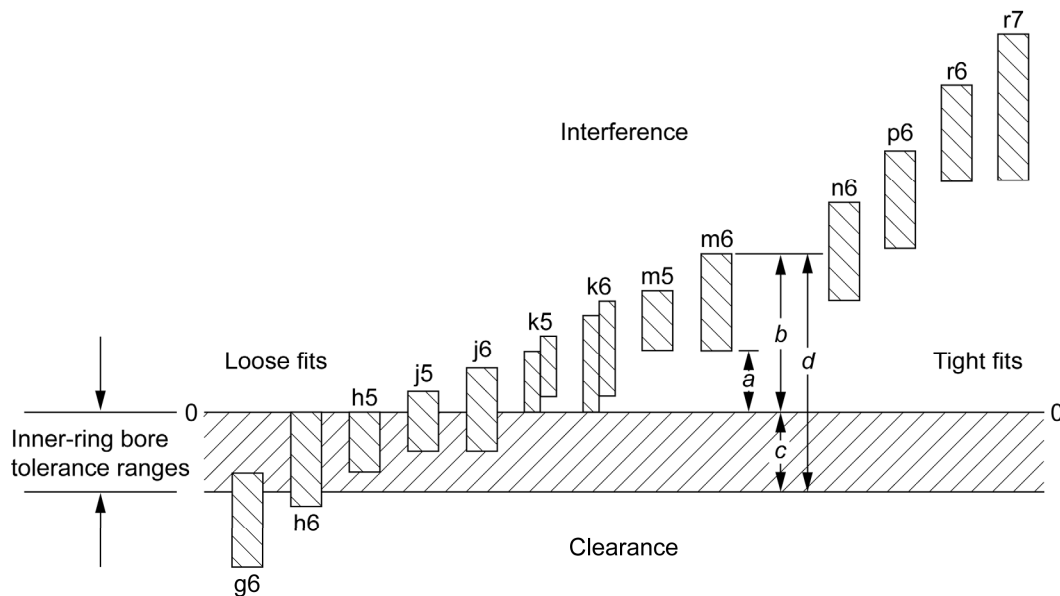 r7
r6
Interference
p6
n6
m6
m5
k6
b
k5
d
Loose fits
j6
a
Tight fits
j5
h5
0
0
Inner-ring bore
tolerance ranges
c
h6
Clearance
g6